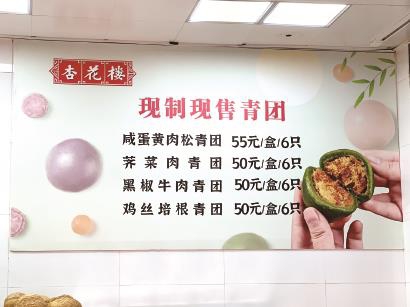 杏花楼
现制现售青团
咸蛋黄肉松青团 55元/盒/6只
荠菜肉青团 50元/盒/6只
黑椒牛肉青团 50元/盒/6只
鸡丝培根青团 50元/盒/6只